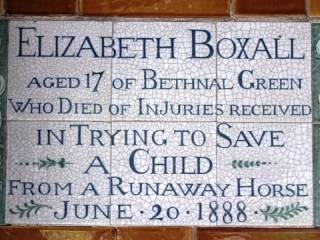 Elizabeth Boxall
aged 17 of Bethnal Green
Who Died of Injuries received
in Trying to Save
a Child
From a Runaway Horse
June · 20 · 1888 ·